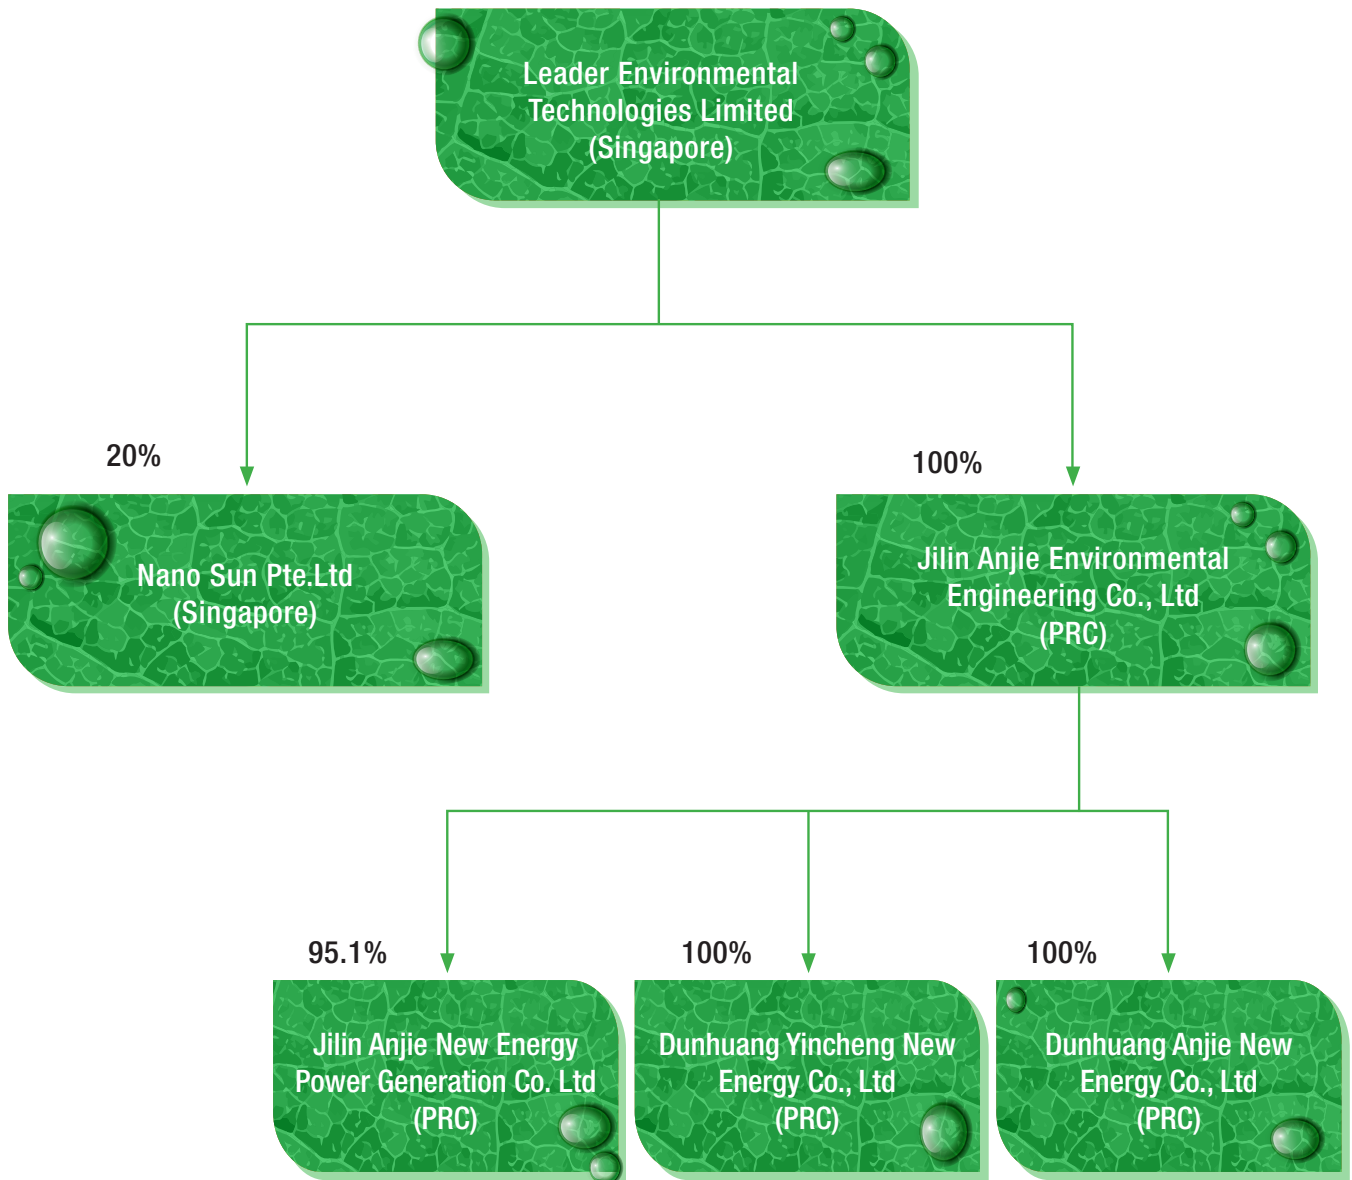 Leader Environmental
Technologies Limited
(Singapore)
20%
100%
Nano Sun Pte.Ltd
(Singapore)
Jilin Anjie Environmental
Engineering Co., Ltd
(PRC)
95.1%
100%
100%
Jilin Anjie New Energy
Power Generation Co. Ltd
(PRC)
Dunhuang Yincheng New
Energy Co., Ltd
(PRC)
Dunhuang Anjie New
Energy Co., Ltd
(PRC)